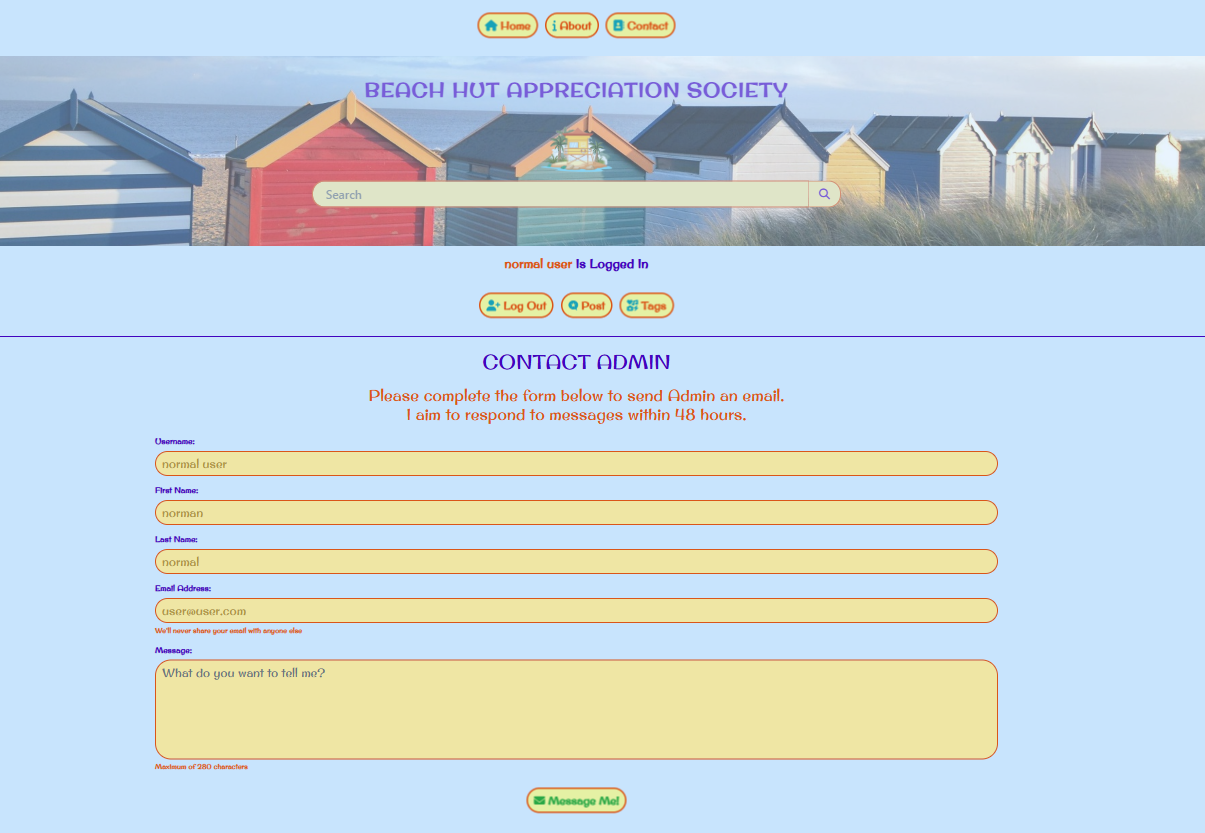 Home About Contact
BEACH HUT APPRECIATION SOCIETY
Search
normal user Is Logged In
Log Out Post Tags
CONTACT ADMIN
Please complete the form below to send Admin an email.
I aim to respond to messages within 48 hours.
Username:
normal user
First Name:
norman
Last Name:
normal
Email Address:
user@user.com
We'll never share your email with anyone else
Message:
What do you want to tell me?
Maximum of 280 characters
Message Me!